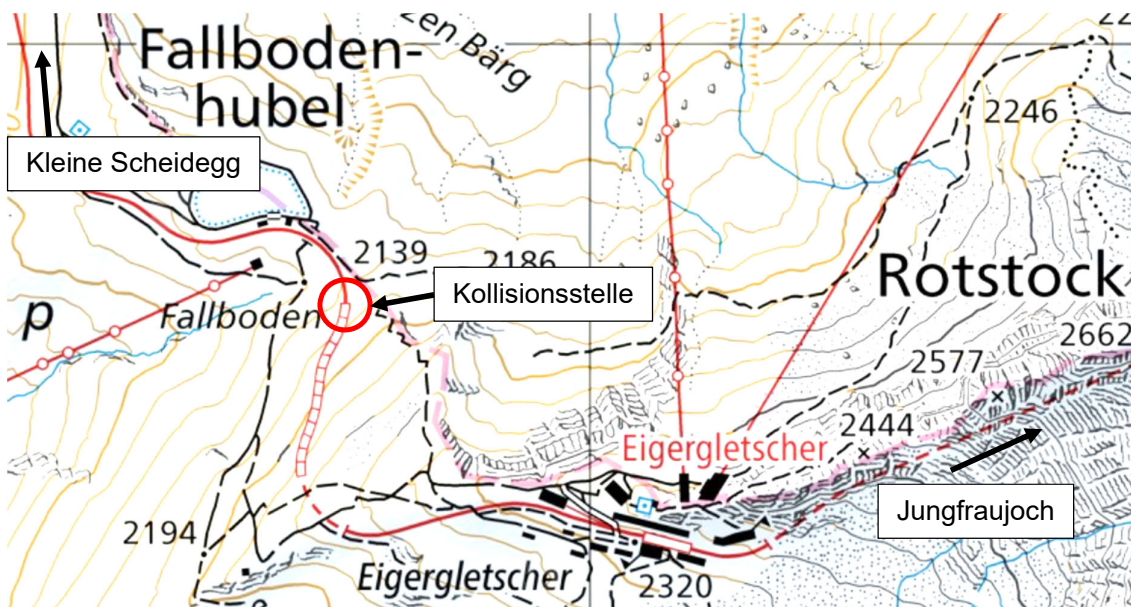 Fallboden-
hubel
zen Bärg
22
2246
Kleine Scheidegg
2139
2186
Kollisionsstelle
Fallboden
p
Rotstock
2662
2577
2444
Eigergletscher
Jungfraujoch
2194
Eigergletscher
2320